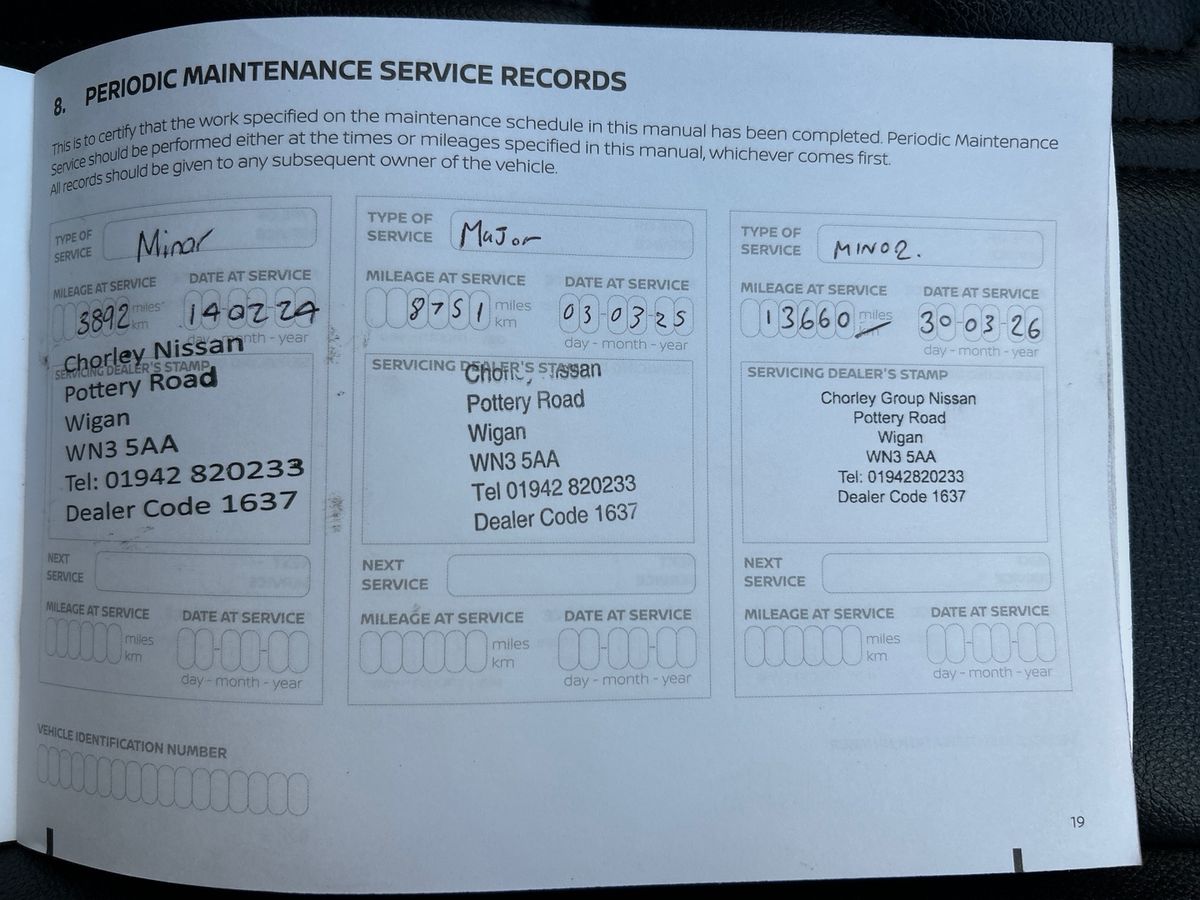 8. PERIODIC MAINTENANCE SERVICE RECORDS
This is to certify that the work specified on the maintenance schedule in this manual has been completed. Periodic Maintenance
Service should be performed either at the times or mileages specified in this manual, whichever comes first.
All records should be given to any subsequent owner of the vehicle.
TYPE OF
SERVICE
Minor
MILEAGE AT SERVICE
DATE AT SERVICE
3892
miles
km
14 02 24
day - month - year
SERVICING DEALER'S STAMP
Chorley Nissan
Pottery Road
Wigan
WN3 5AA
Tel: 01942 820233
Dealer Code 1637
NEXT
SERVICE
MILEAGE AT SERVICE
DATE AT SERVICE
miles
km
day - month - year
TYPE OF
SERVICE
Major
MILEAGE AT SERVICE
DATE AT SERVICE
8751
miles
km
03-03-25
day - month - year
SERVICING DEALER'S STAMP
Pottery Road
Wigan
WN3 5AA
Tel 01942 820233
Dealer Code 1637
NEXT
SERVICE
MILEAGE AT SERVICE
DATE AT SERVICE
miles
km
day - month - year
TYPE OF
SERVICE
MINOR.
MILEAGE AT SERVICE
DATE AT SERVICE
13660
miles
30-03-26
day - month - year
SERVICING DEALER'S STAMP
Chorley Group Nissan
Pottery Road
Wigan
WN3 5AA
Tel: 01942820233
Dealer Code 1637
NEXT
SERVICE
MILEAGE AT SERVICE
DATE AT SERVICE
miles
km
day - month - year
VEHICLE IDENTIFICATION NUMBER
19